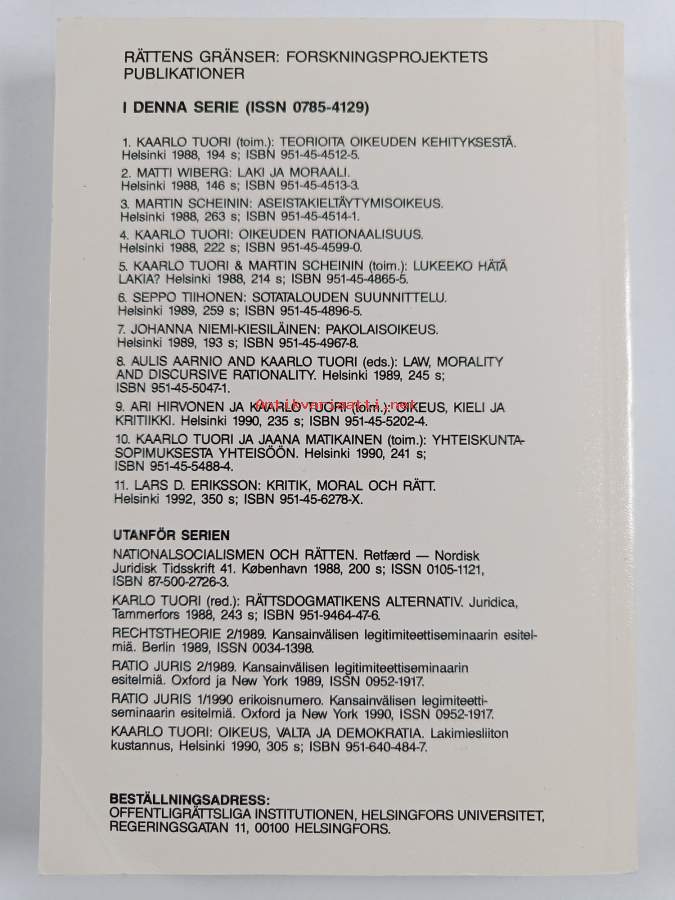 RÄTTENS GRÄNSER: FORSKNINGSPROJEKTETS
PUBLIKATIONER
I DENNA SERIE (ISSN 0785-4129)
1. KAARLO TUORI (toim.): TEORIOITA OIKEUDEN KEHITYKSESTÄ.
Helsinki 1988, 194 s; ISBN 951-45-4512-5.
2. MATTI WIBERG: LAKI JA MORAALI.
Helsinki 1988, 146 s; ISBN 951-45-4513-3.
3. MARTIN SCHEININ: ASEISTAKIELTÄYTYMISOIKEUS.
Helsinki 1988, 263 s; ISBN 951-45-4514-1.
4. KAARLO TUORI: OIKEUDEN RATIONAALISUUS.
Helsinki 1988, 222 s; ISBN 951-45-4599-0.
5. KAARLO TUORI & MARTIN SCHEININ (toim.): LUKEEKO HÄTÄ
LAKIA? Helsinki 1988, 214 s; ISBN 951-45-4865-5.
6. SEPPO TIIHONEN: SOTATALOUDEN SUUNNITTELU.
Helsinki 1989, 259 s; ISBN 951-45-4896-5.
7. JOHANNA NIEMI-KIESILÄINEN: PAKOLAISOIKEUS.
Helsinki 1989, 193 s; ISBN 951-45-4967-8.
8. AULIS AARNIO AND KAARLO TUORI (eds.): LAW, MORALITY
AND DISCURSIVE RATIONALITY. Helsinki 1989, 245 s;
ISBN 951-45-5047-1.
Antikvariaatti.net
9. ARI HIRVONEN JA KAARLO TUORI (toim.): OIKEUS, KIELI JA
KRITIIKKI. Helsinki 1990, 235 s; ISBN 951-45-5202-4.
10. KAARLO TUORI JA JAANA MATIKAINEN (toim.): YHTEISKUNTA-
SOPIMUKSESTA YHTEISÖÖN. Helsinki 1990, 241 s;
ISBN 951-45-5488-4.
11. LARS D. ERIKSSON: KRITIK, MORAL OCH RÄTT.
Helsinki 1992, 350 s; ISBN 951-45-6278-X.
UTANFÖR SERIEN
NATIONALSOCIALISMEN OCH RÄTTEN. Retfærd — Nordisk
Juridisk Tidsskrift 41. København 1988, 200 s; ISSN 0105-1121,
ISBN 87-500-2726-3.
KARLO TUORI (red.): RÄTTSDOGMATIKENS ALTERNATIV. Juridica,
Tammerfors 1988, 243 s; ISBN 951-9464-47-6.
RECHTSTHEORIE 2/1989. Kansainvälisen legitimiteettiseminaarin esitel-
miä. Berlin 1989, ISSN 0034-1398.
RATIO JURIS 2/1989. Kansainvälisen legitimiteettiseminaarin
esitelmiä. Oxford ja New York 1989, ISSN 0952-1917.
RATIO JURIS 1/1990 erikoisnumero. Kansainvälisen legimiteetti-
seminaarin esitelmiä. Oxford ja New York 1990, ISSN 0952-1917.
KAARLO TUORI: OIKEUS, VALTA JA DEMOKRATIA. Lakimiesliiton
kustannus, Helsinki 1990, 305 s; ISBN 951-640-484-7.
BESTÄLLNINGSADRESS:
OFFENTLIGRÄTTSLIGA INSTITUTIONEN, HELSINGFORS UNIVERSITET,
REGERINGSGATAN 11, 00100 HELSINGFORS.